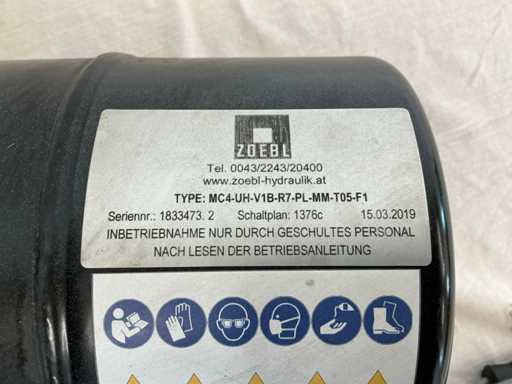 ZOEBL
Tel. 0043/2243/20400
www.zoebl-hydraulik.at
TYPE: MC4-UH-V1B-R7-PL-MM-T05-F1
Seriennr.: 1833473. 2 Schaltplan: 1376c 15.03.2019
INBETRIEBNAHME NUR DURCH GESCHULTES PERSONAL
NACH LESEN DER BETRIEBSANLEITUNG